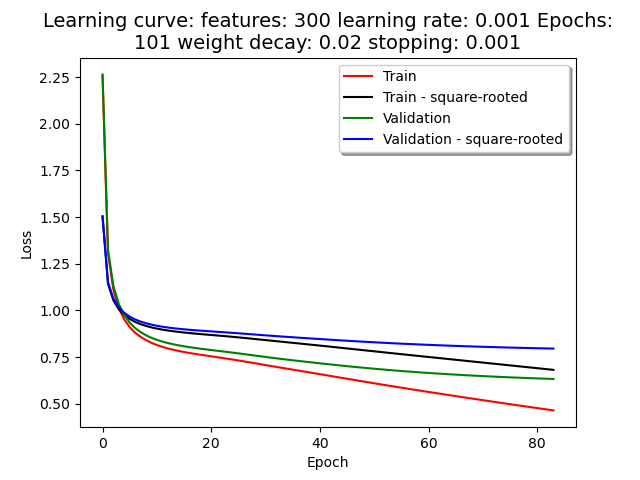 Learning curve: features: 300 learning rate: 0.001 Epochs:
101 weight decay: 0.02 stopping: 0.001
Train
Train - square-rooted
Validation
Validation - square-rooted
Loss
2.25
2.00
1.75
1.50
1.25
1.00
0.75
0.50
0 20 40 60 80
Epoch